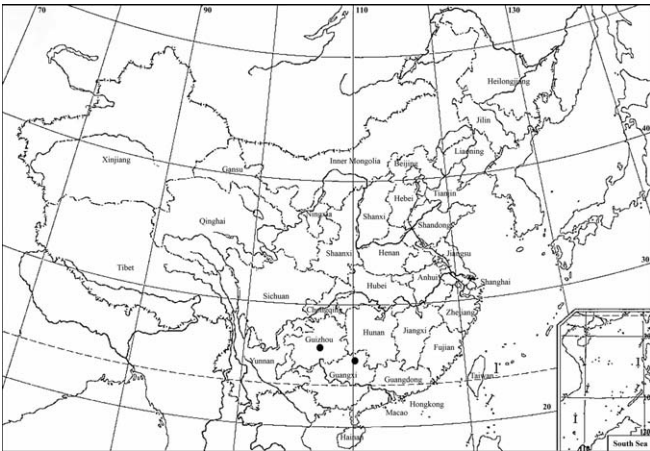 70
90
110
130
Heilongjiang
Jilin
Liaoning
40
Xinjiang
Gansu
Inner Mongolia
Beijing
Tianjin
Hebei
Ningxia
Shanxi
Qinghai
Shandong
Shaanxi
Henan
Jiangsu
30
Tibet
Anhui
Shanghai
Sichuan
Hubei
Chongqing
Zhejiang
Guizhou
Hunan
Jiangxi
Fujian
Yunnan
Guangxi
Guangdong
Taiwan
Hongkong
Macao
20
Hainan
South Sea